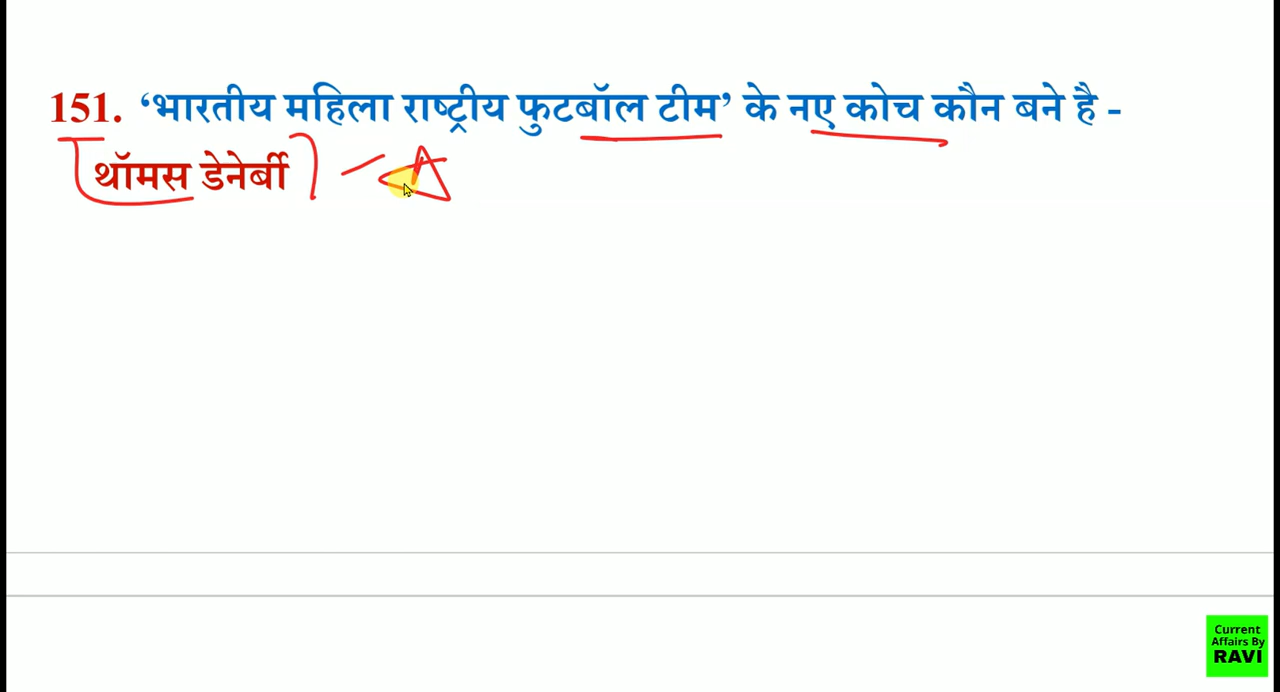 151. ‘भारतीय महिला राष्ट्रीय फुटबॉल टीम’ के नए कोच कौन बने है -
थॉमस डेनेर्बी
Current
Affairs By
RAVI